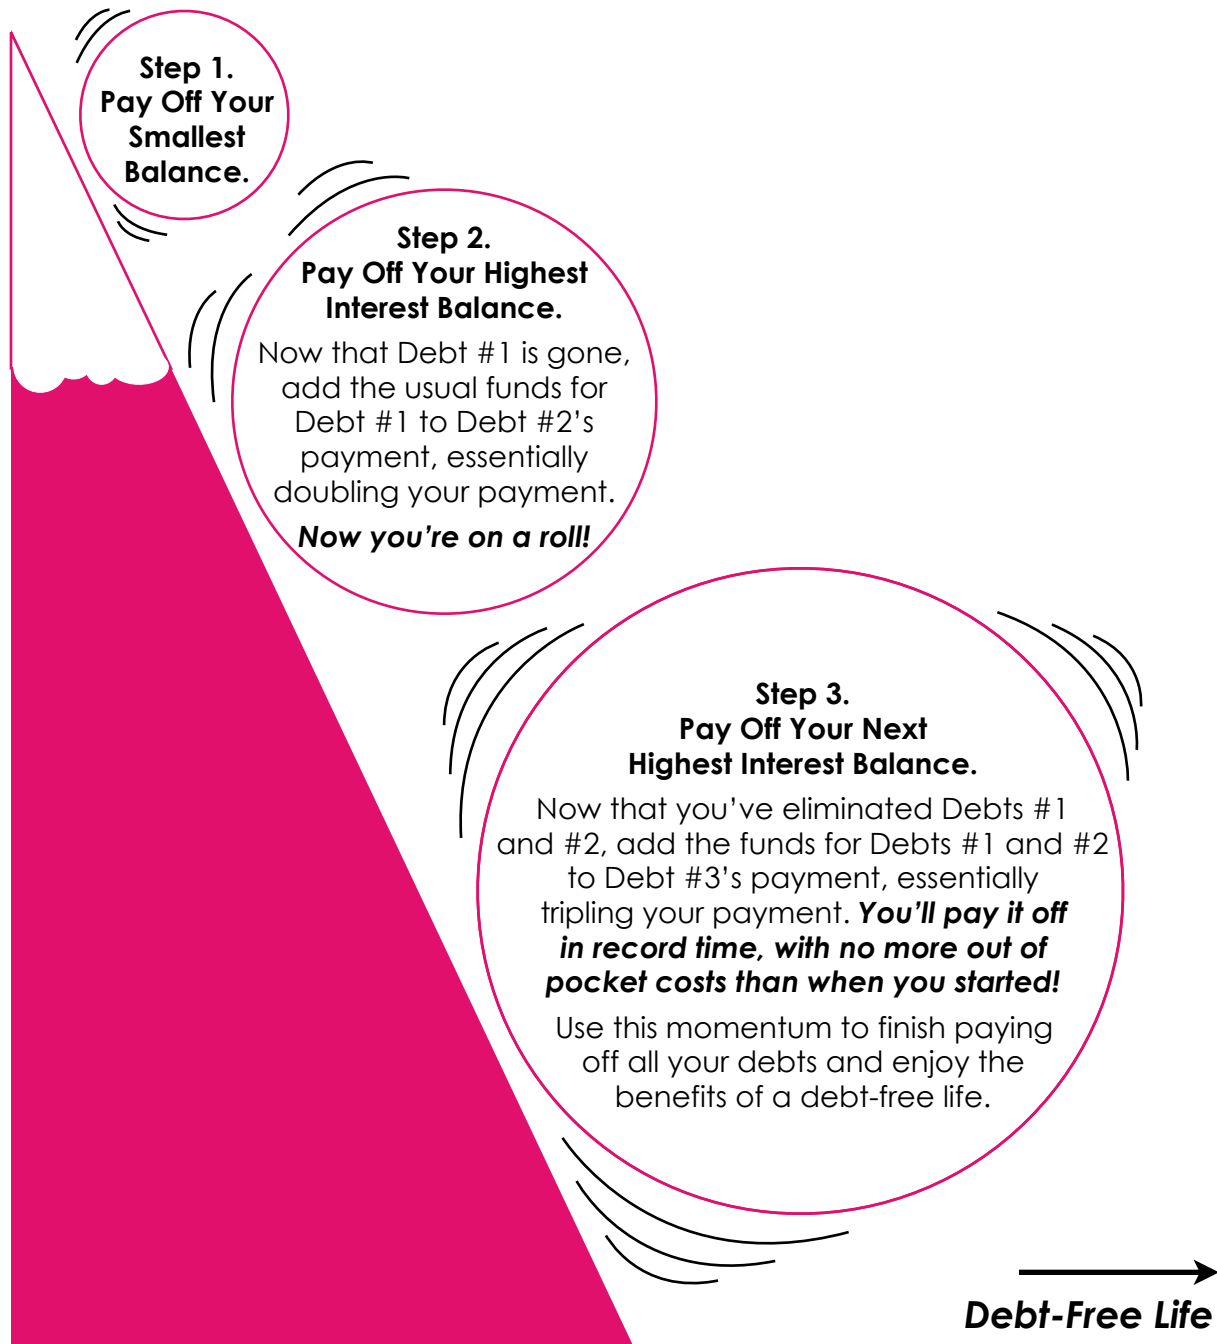 Step 1.
Pay Off Your
Smallest
Balance.
Step 2.
Pay Off Your Highest
Interest Balance.
Now that Debt #1 is gone,
add the usual funds for
Debt #1 to Debt #2’s
payment, essentially
doubling your payment.
Now you’re on a roll!
Step 3.
Pay Off Your Next
Highest Interest Balance.
Now that you’ve eliminated Debts #1
and #2, add the funds for Debts #1 and #2
to Debt #3’s payment, essentially
tripling your payment. You’ll pay it off
in record time, with no more out of
pocket costs than when you started!
Use this momentum to finish paying
off all your debts and enjoy the
benefits of a debt-free life.
Debt-Free Life